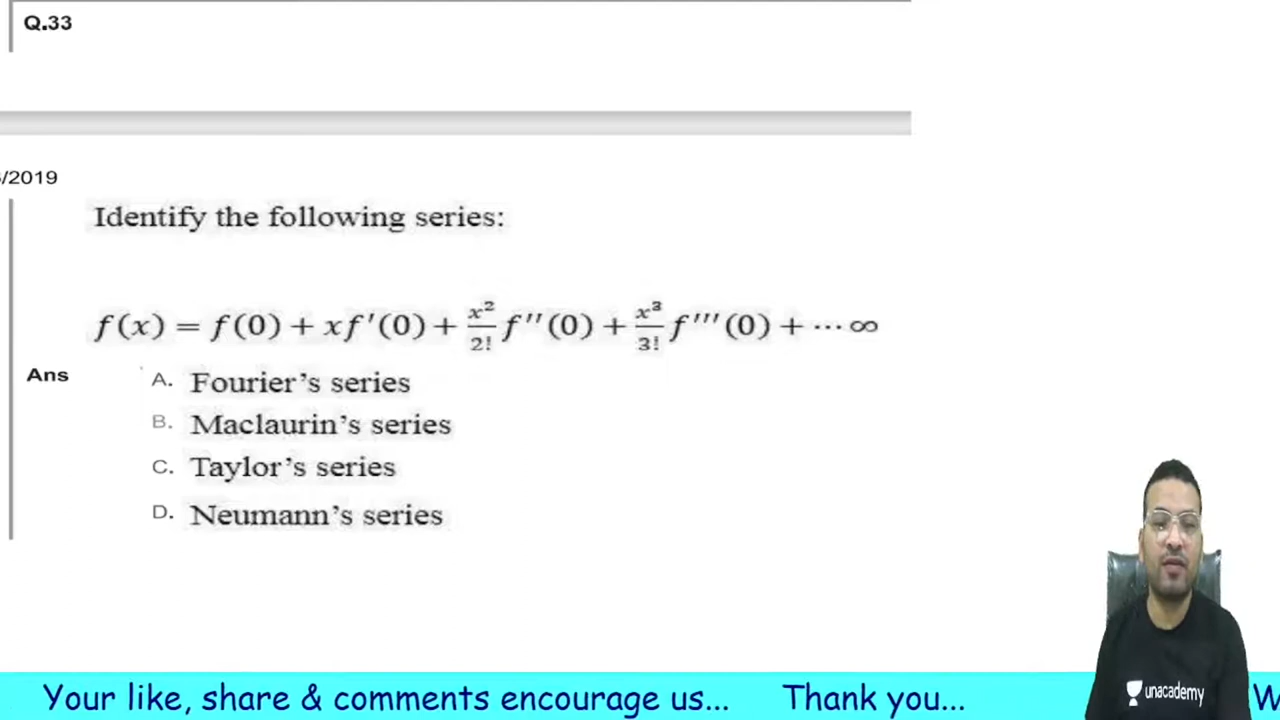 Q.33
/2019
Identify the following series:
f(x) = f(0) + xf′(0) + x²/2! f′′(0) + x³/3! f′′′(0) + ⋯ ∞
Ans
A. Fourier’s series
B. Maclaurin’s series
C. Taylor’s series
D. Neumann’s series
unacademy
Your like, share & comments encourage us... Thank you... W